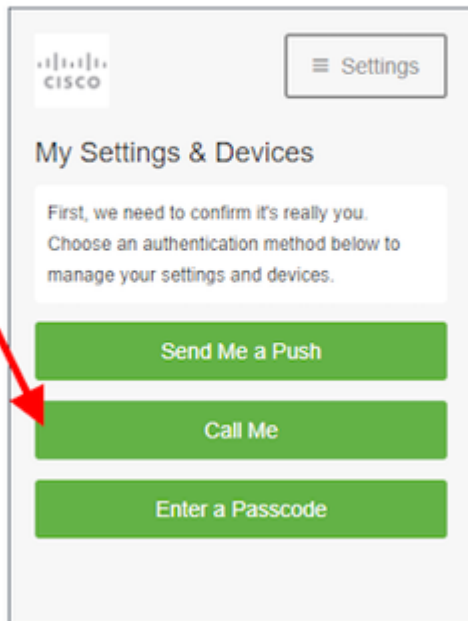 CISCO
≡ Settings
My Settings & Devices
First, we need to confirm it's really you.
Choose an authentication method below to
manage your settings and devices.
Send Me a Push
Call Me
Enter a Passcode